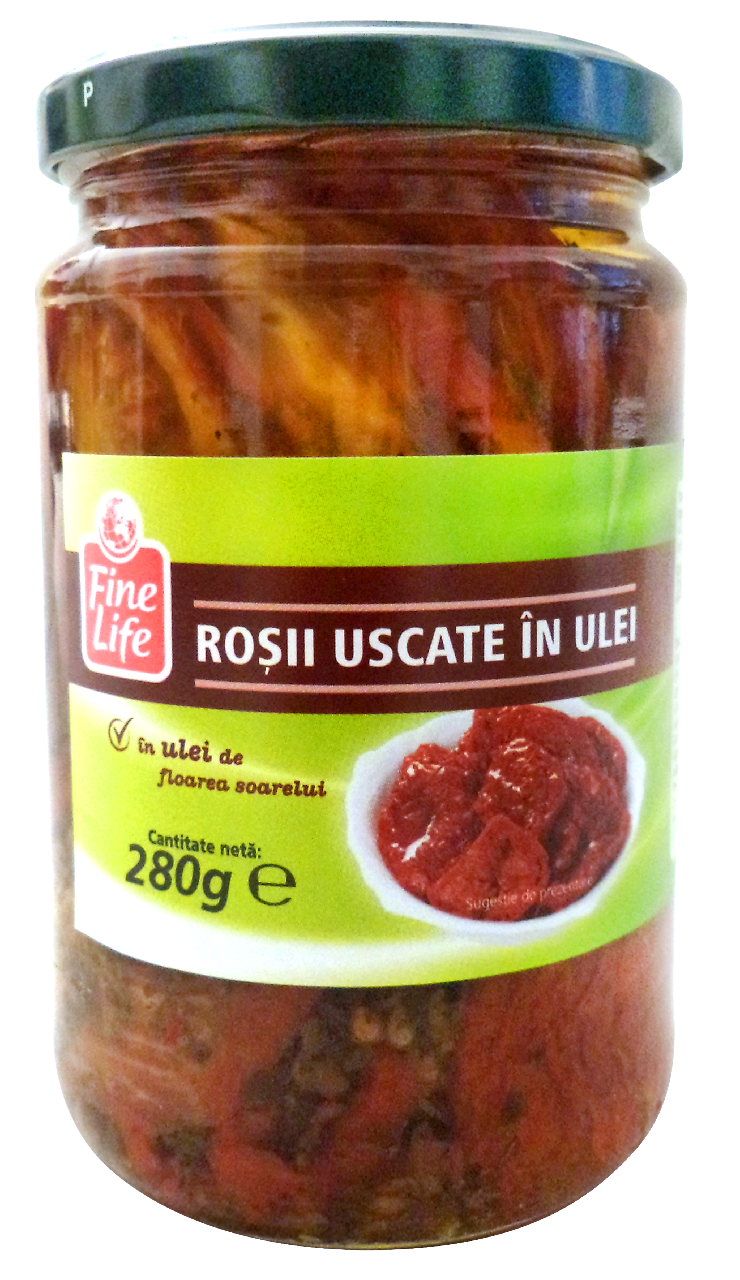 P
Fine
Life
ROȘII USCATE ÎN ULEI
în ulei de
floarea soarelui
Cantitate netă:
280g ℮
Sugestie de prezentare